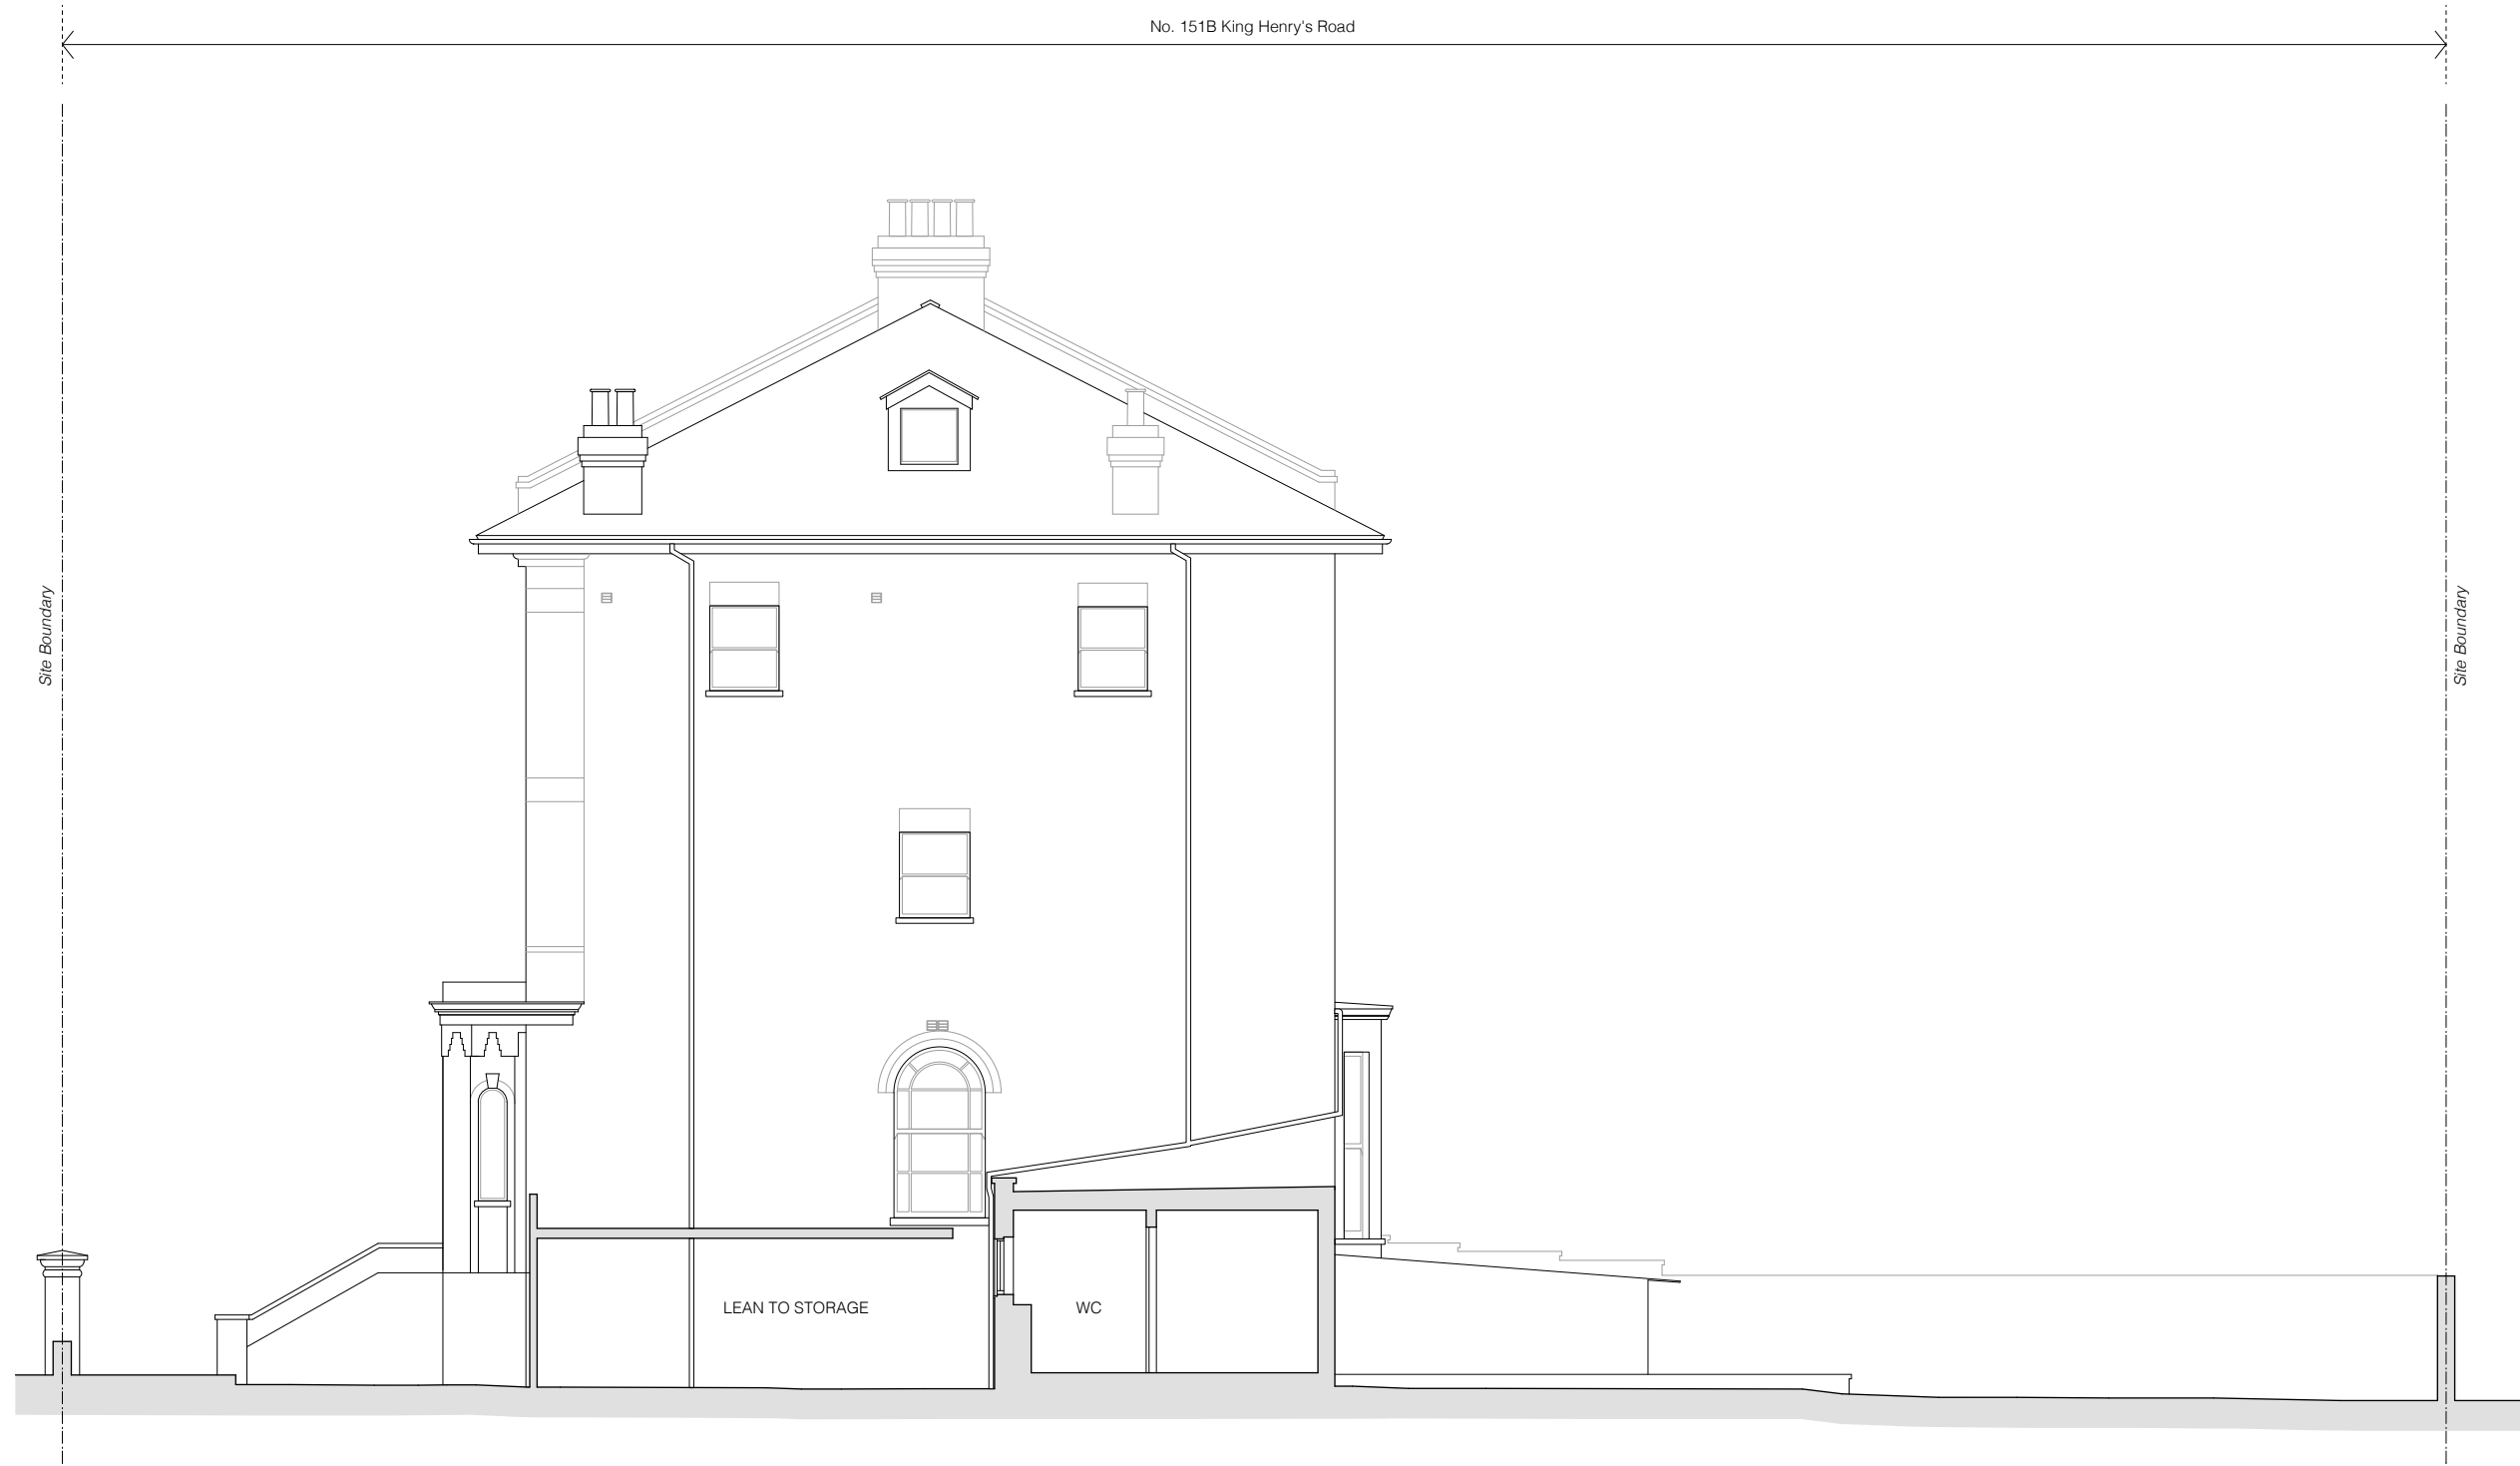 No. 151B King Henry's Road
Site Boundary
Site Boundary
LEAN TO STORAGE
WC